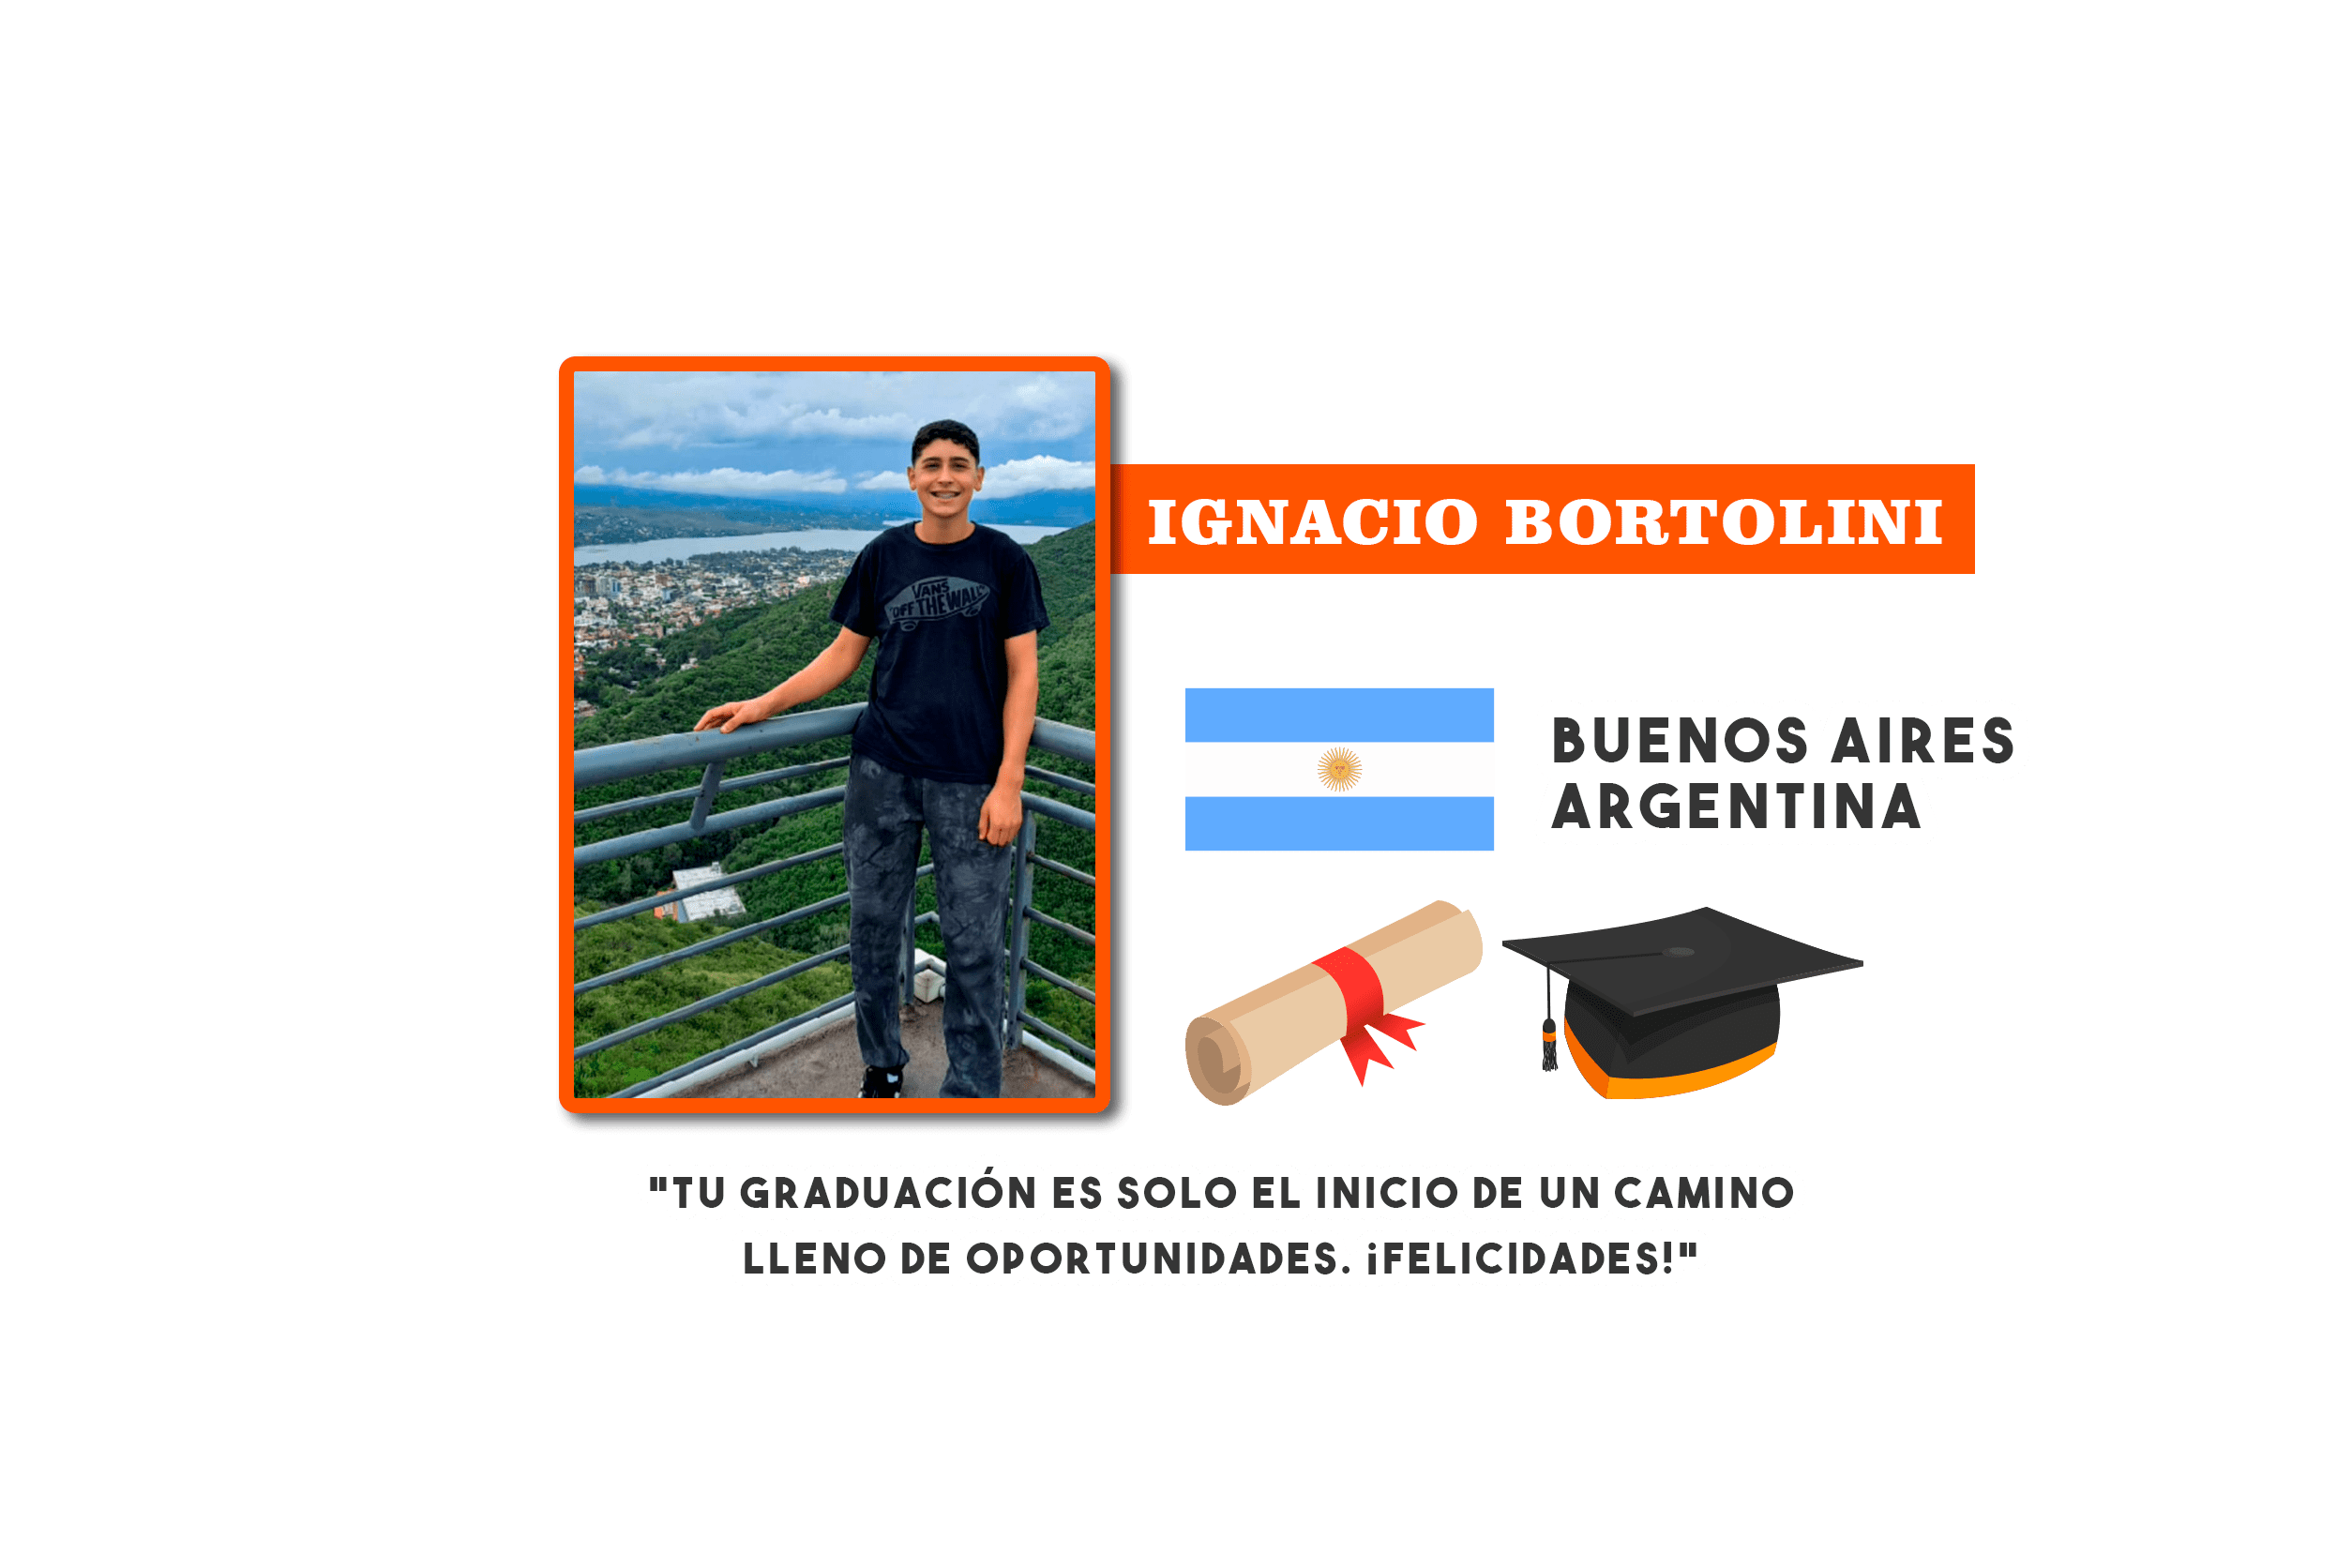 IGNACIO BORTOLINI
VANS
"OFF THE WALL"
BUENOS AIRES
ARGENTINA
"TU GRADUACIÓN ES SOLO EL INICIO DE UN CAMINO
LLENO DE OPORTUNIDADES. ¡FELICIDADES!"